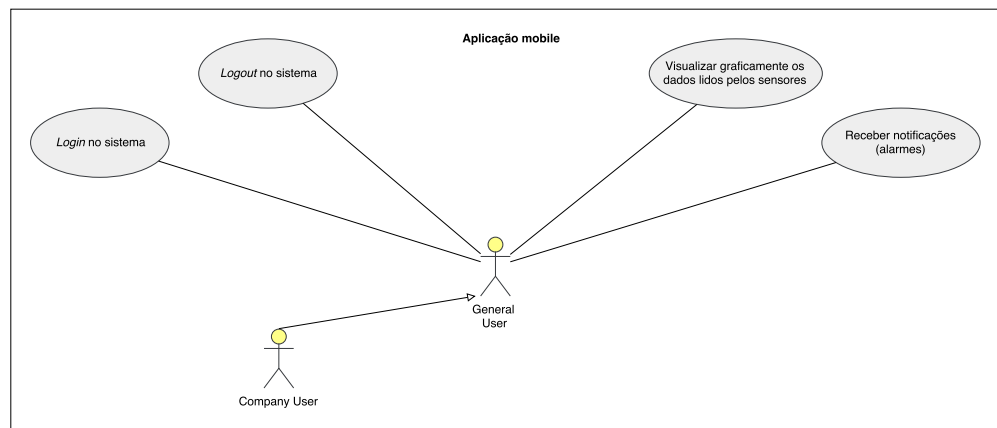 Aplicação mobile
Logout no sistema
Visualizar graficamente os
dados lidos pelos sensores
Login no sistema
Receber notificações
(alarmes)
General
User
Company User